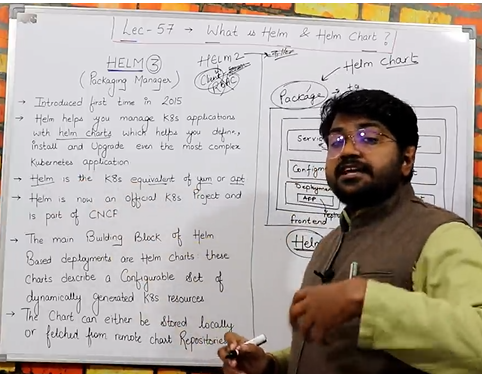 Lec-57 → What is Helm & Helm Chart?
HELM ③
(Packaging Manager)
→ Introduced first time in 2015
→ Helm helps you manage K8s applications
with helm charts which helps you define,
Install and Upgrade even the most complex
Kubernetes application
→ Helm is the K8s equivalent of yum or apt
→ Helm is now an official K8s Project and
is part of CNCF
→ The main Building Block of Helm
Based deployments are Helm Charts these
Charts describe a Configurable Set of
dynamically generated K8s resources
→ The Chart can either be Stored locally
or fetched from remote chart Repositories
HELM 2
Helm Chart
Package
Servic
Configm
Deployment
APP
frontend
Helm